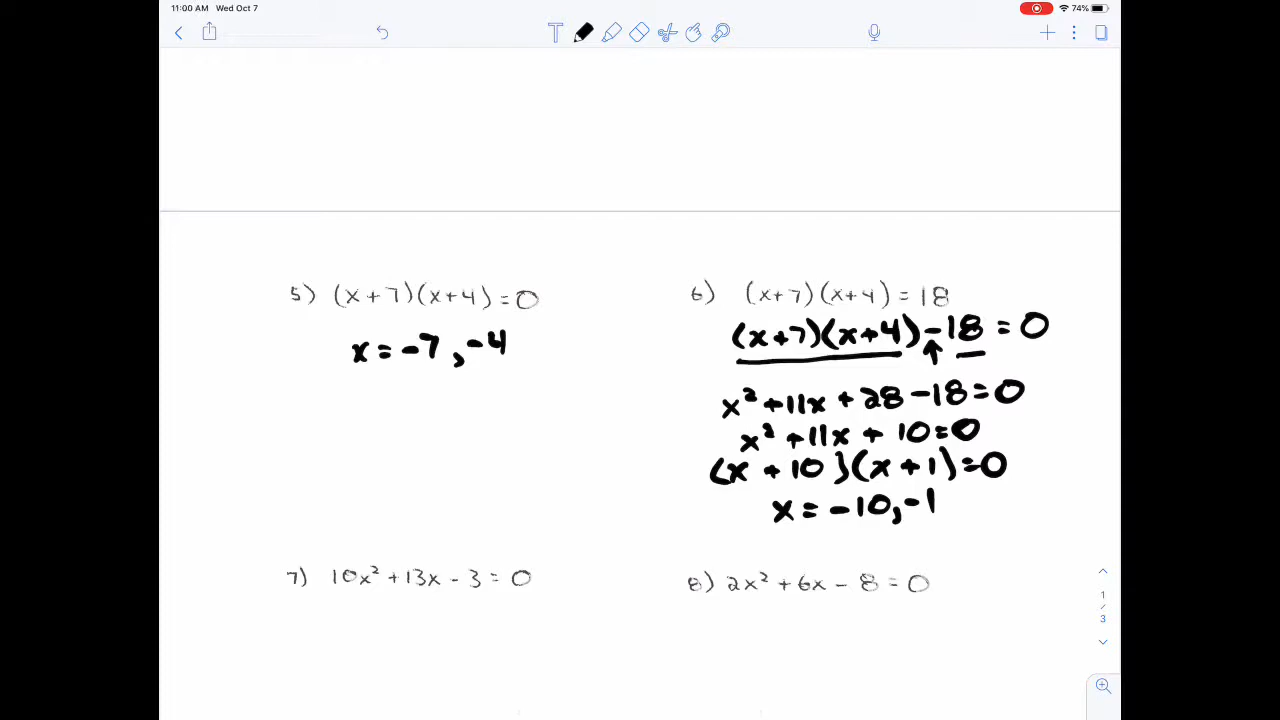 11:00 AM Wed Oct 7
74%
T
5) (x+7)(x+4)=0
x=-7,-4
6) (x+7)(x+4)=18
(x+7)(x+4)-18=0
x²+11x+28-18=0
x²+11x+10=0
(x+10)(x+1)=0
x=-10,-1
7) 10x²+13x-3=0
8) 2x²+6x-8=0
1
/
3